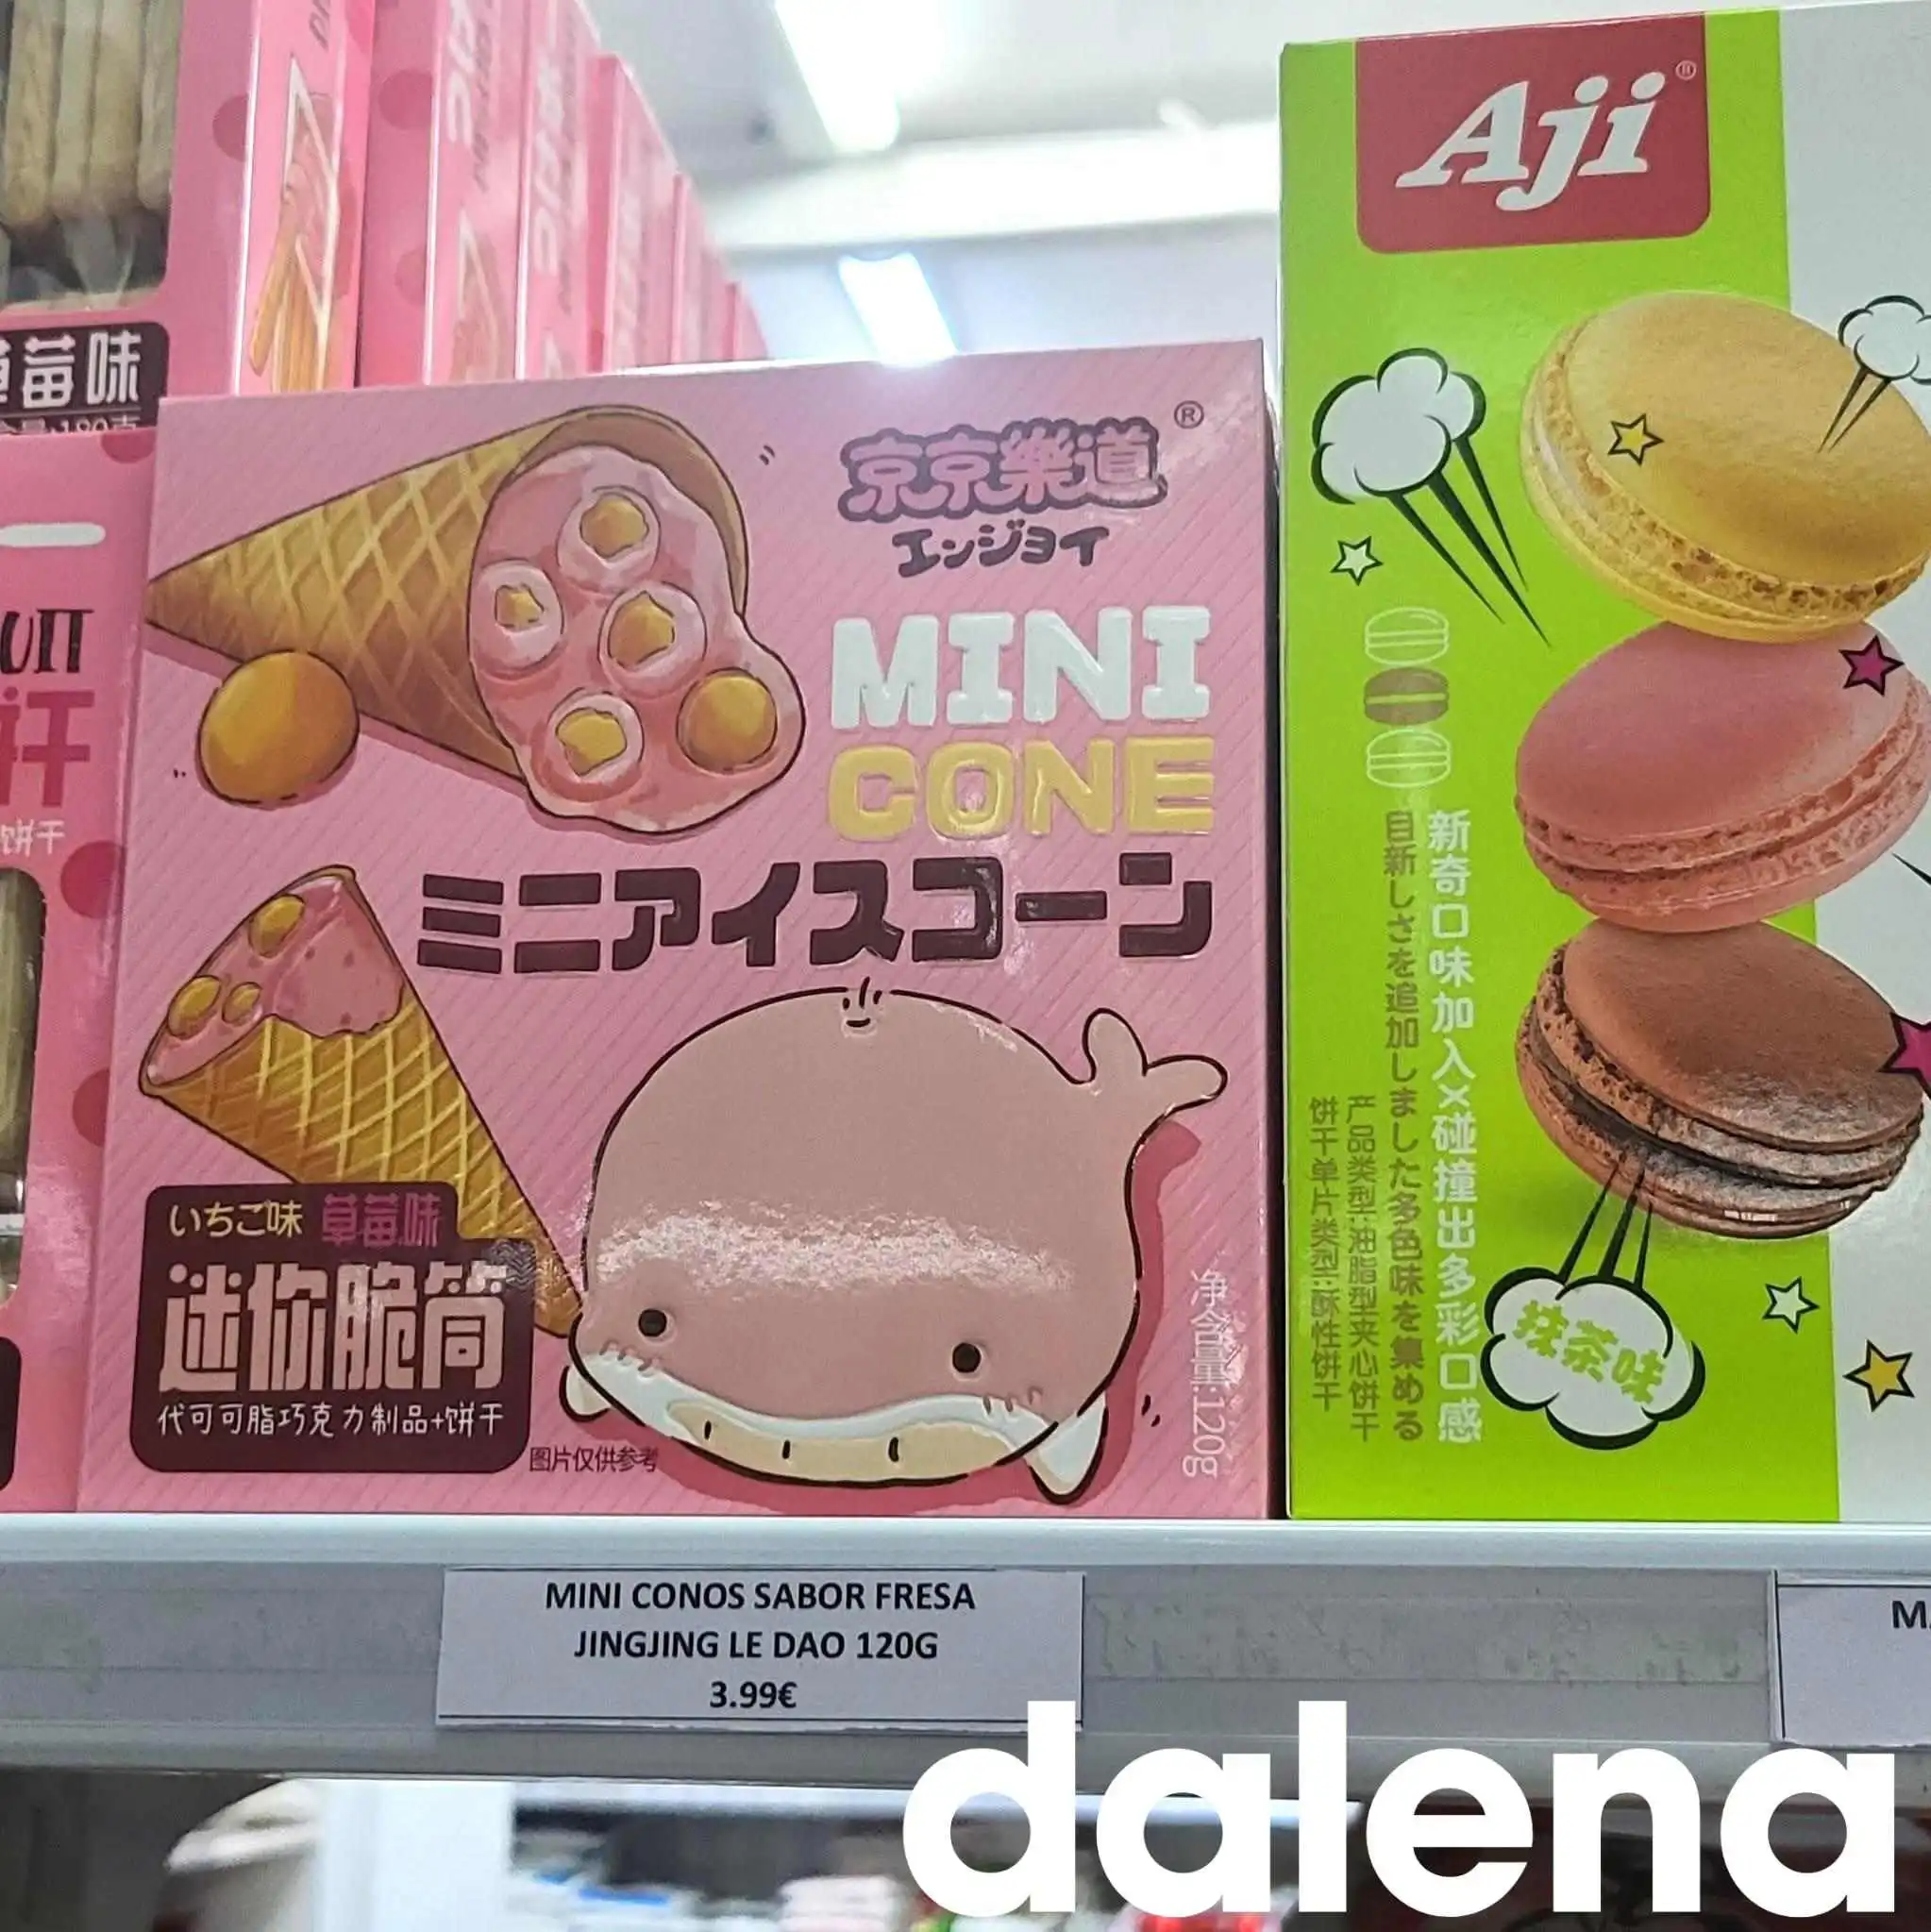 草莓味
UIT
饼干
京京樂道®
エンジョイ
MINI
CONE
ミニアイスコーン
いちご味 草莓味
迷你脆筒
代可可脂巧克力制品+饼干
图片仅供参考
净含量:120g
Aji®
新奇口味加入×碰撞出多彩口感
目新しさを追加しました多色味を集める
产品类型:油脂型夹心饼干
饼干单片类型:酥性饼干
抹茶味
MINI CONOS SABOR FRESA
JINGJING LE DAO 120G
3.99€
dalena